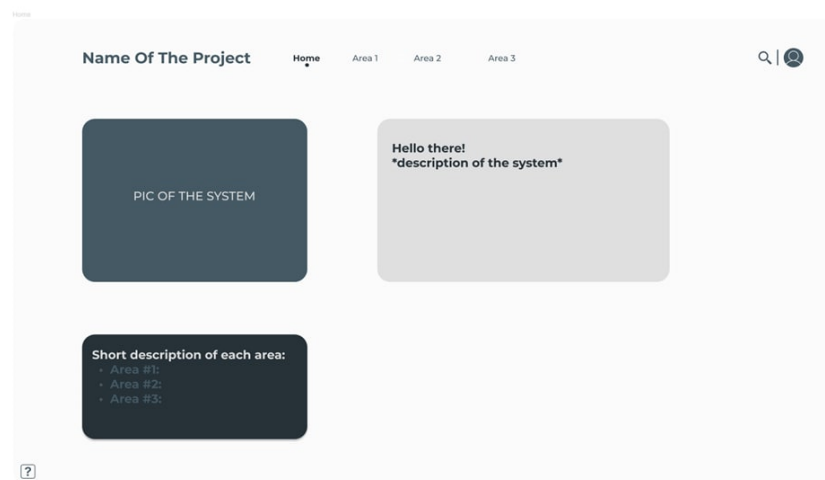 Home
Name Of The Project
Home
Area 1
Area 2
Area 3
PIC OF THE SYSTEM
Hello there!
*description of the system*
Short description of each area:
• Area #1:
• Area #2:
• Area #3:
?